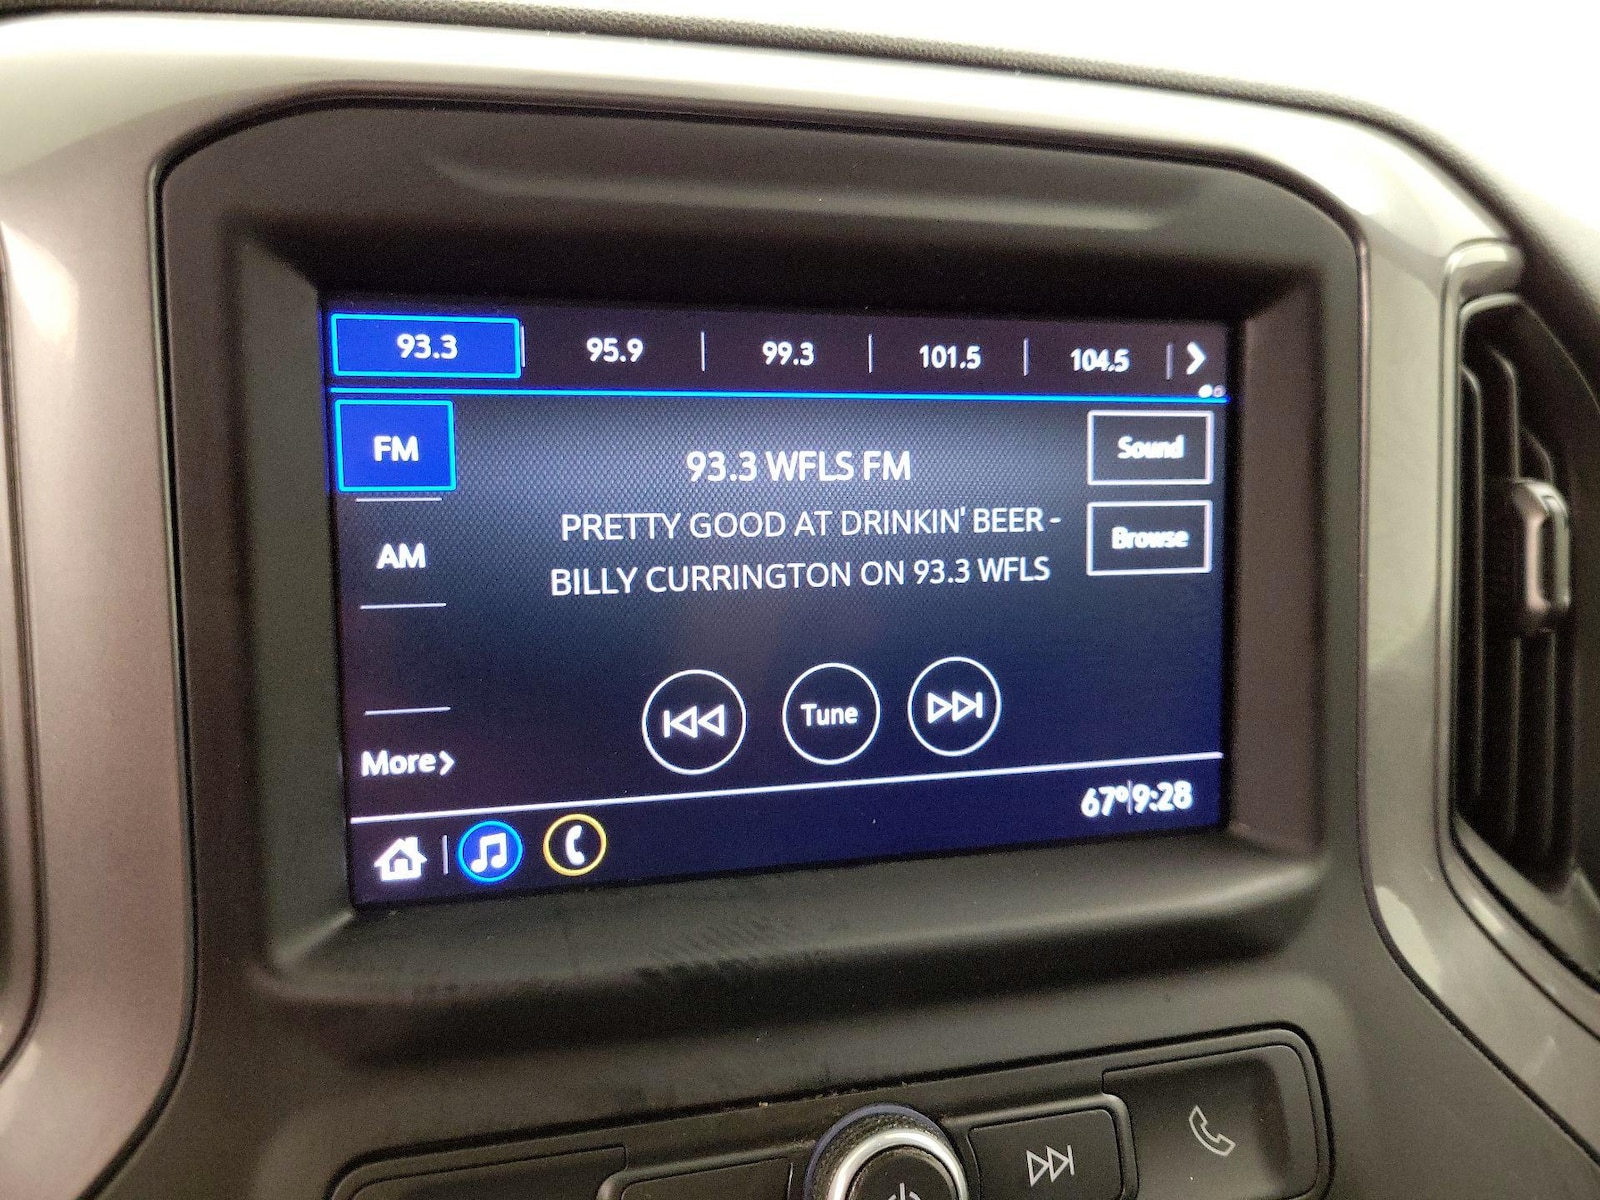 93.3 | 95.9 | 99.3 | 101.5 | 104.5 |
FM
Sound
93.3 WFLS FM
PRETTY GOOD AT DRINKIN' BEER -
Browse
AM
BILLY CURRINGTON ON 93.3 WFLS
Tune
More
67°|9:28